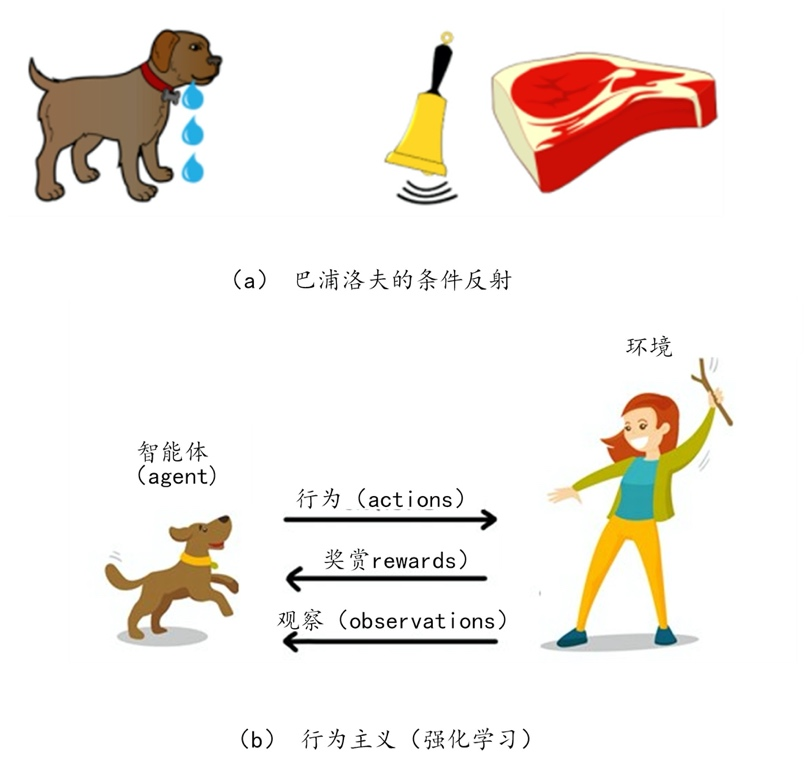 （a） 巴浦洛夫的条件反射
环境
智能体
（agent）
行为（actions）
奖赏rewards）
观察（observations）
（b） 行为主义（强化学习）